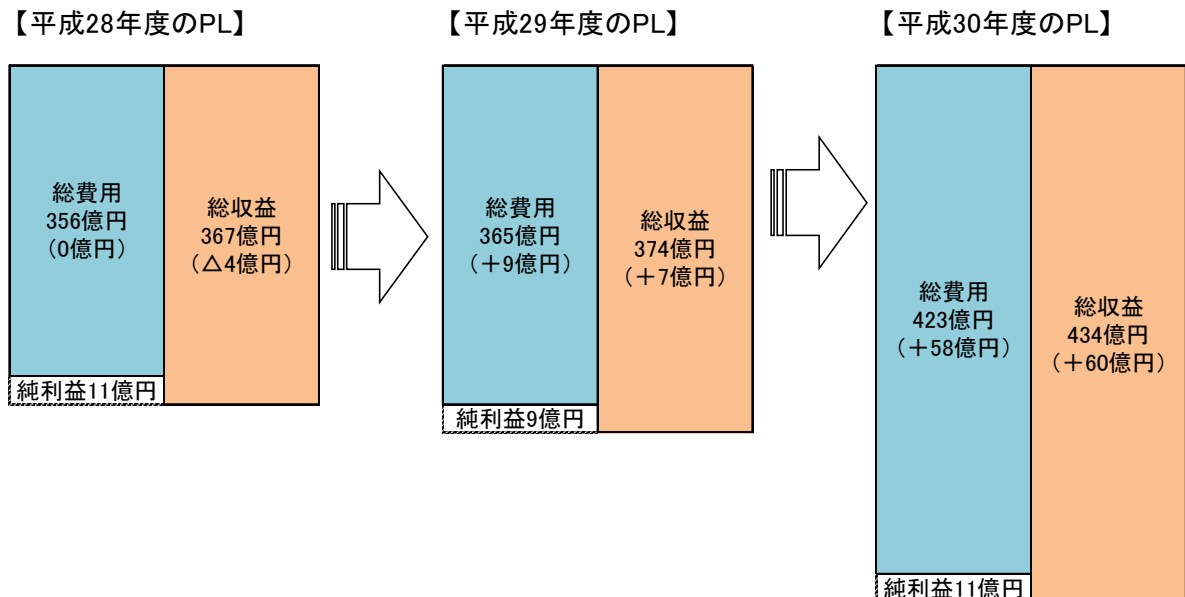 【平成28年度のPL】
総費用
356億円
（0億円）
総収益
367億円
（△4億円）
純利益11億円
【平成29年度のPL】
総費用
365億円
（＋9億円）
総収益
374億円
（＋7億円）
純利益9億円
【平成30年度のPL】
総費用
423億円
（＋58億円）
総収益
434億円
（＋60億円）
純利益11億円